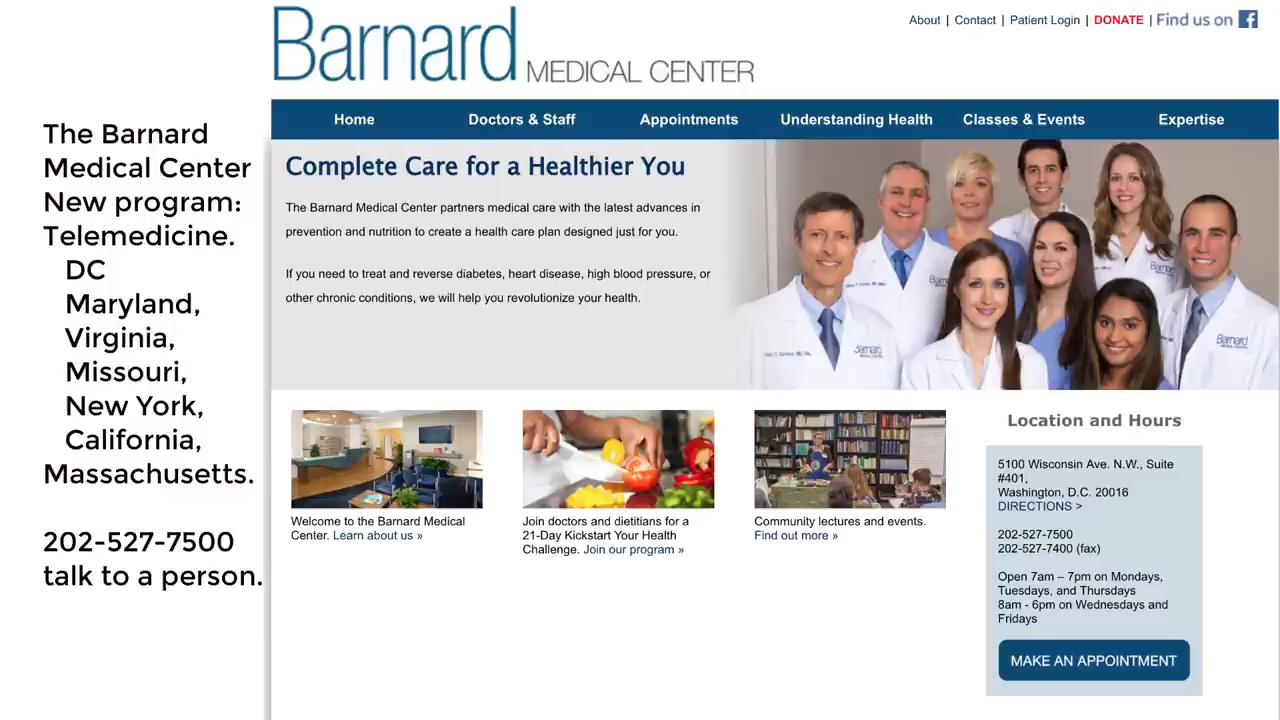 The Barnard
Medical Center
New program:
Telemedicine.
DC
Maryland,
Virginia,
Missouri,
New York,
California,
Massachusetts.
202-527-7500
talk to a person.
Barnard MEDICAL CENTER
About | Contact | Patient Login | DONATE | Find us on
Home Doctors & Staff Appointments Understanding Health Classes & Events Expertise
Complete Care for a Healthier You
The Barnard Medical Center partners medical care with the latest advances in
prevention and nutrition to create a health care plan designed just for you.
If you need to treat and reverse diabetes, heart disease, high blood pressure, or
other chronic conditions, we will help you revolutionize your health.
Barnard
Welcome to the Barnard Medical
Center. Learn about us »
Join doctors and dietitians for a
21-Day Kickstart Your Health
Challenge. Join our program »
Community lectures and events.
Find out more »
Location and Hours
5100 Wisconsin Ave. N.W., Suite
#401,
Washington, D.C. 20016
DIRECTIONS >
202-527-7500
202-527-7400 (fax)
Open 7am – 7pm on Mondays,
Tuesdays, and Thursdays
8am - 6pm on Wednesdays and
Fridays
MAKE AN APPOINTMENT